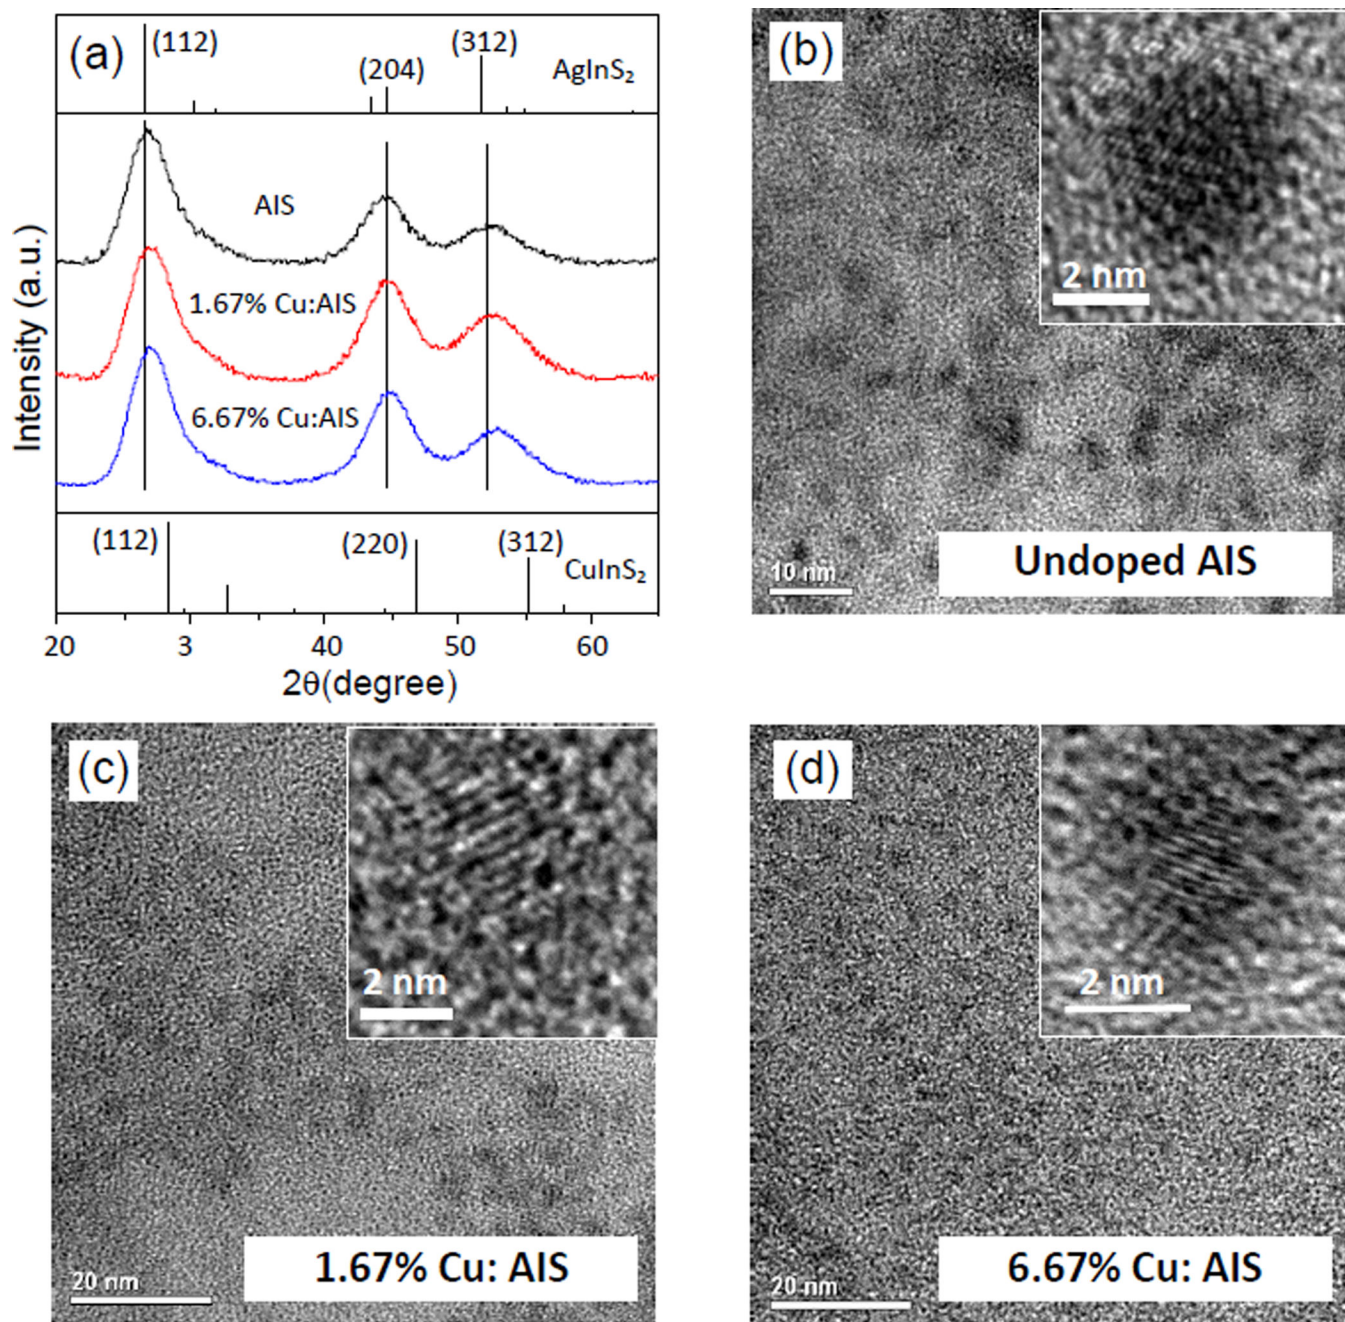 (a)
(112)
(204)
(312)
AgInS₂
AIS
1.67% Cu:AIS
6.67% Cu:AIS
(112)
(220)
(312)
CuInS₂
20 3 40 50 60
2θ(degree)
Intensity (a.u.)
(b)
2 nm
10 nm
Undoped AIS
(c)
2 nm
20 nm
1.67% Cu: AIS
(d)
2 nm
20 nm
6.67% Cu: AIS